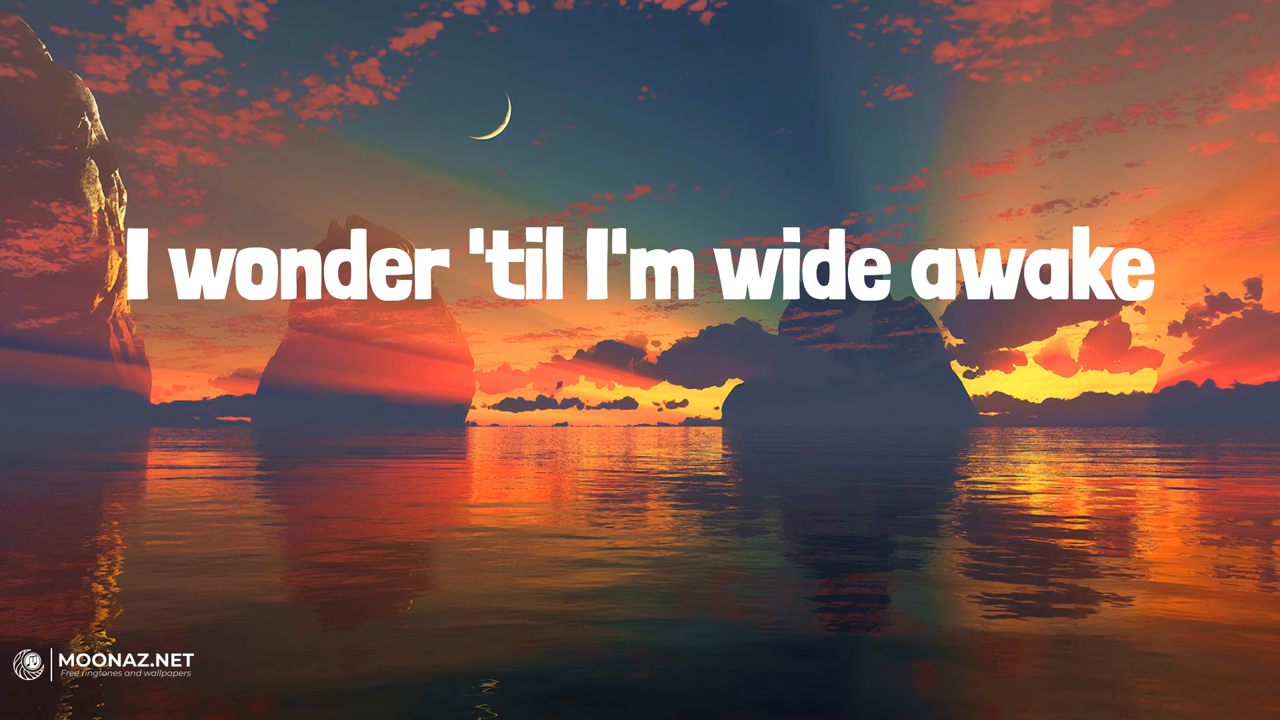 I wonder 'til I'm wide awake
MOONAZ.NET
Free ringtones and wallpapers